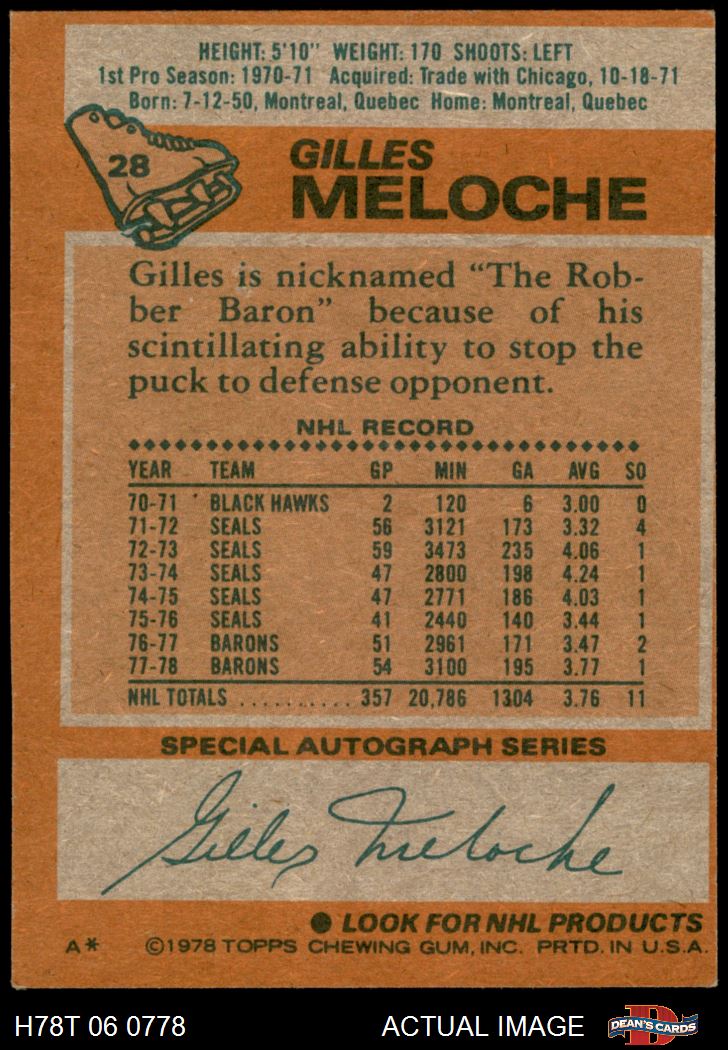 HEIGHT: 5'10" WEIGHT: 170 SHOOTS: LEFT
1st Pro Season: 1970-71 Acquired: Trade with Chicago, 10-18-71
Born: 7-12-50, Montreal, Quebec Home: Montreal, Quebec
28
GILLES
MELOCHE
Gilles is nicknamed “The Rob-
ber Baron” because of his
scintillating ability to stop the
puck to defense opponent.
NHL RECORD
YEAR TEAM GP MIN GA AVG SO
70-71 BLACK HAWKS 2 120 6 3.00 0
71-72 SEALS 56 3121 173 3.32 4
72-73 SEALS 59 3473 235 4.06 1
73-74 SEALS 47 2800 198 4.24 1
74-75 SEALS 47 2771 186 4.03 1
75-76 SEALS 41 2440 140 3.44 1
76-77 BARONS 51 2961 171 3.47 2
77-78 BARONS 54 3100 195 3.77 1
NHL TOTALS .......... 357 20,786 1304 3.76 11
SPECIAL AUTOGRAPH SERIES
Gilles Meloche
● LOOK FOR NHL PRODUCTS
A* ©1978 TOPPS CHEWING GUM, INC. PRTD. IN U.S.A.
H78T 06 0778 ACTUAL IMAGE D DEAN'S CARDS